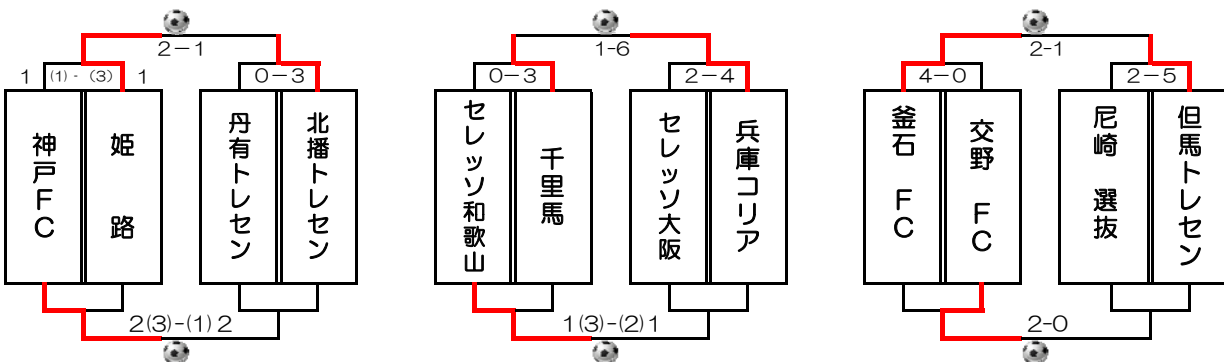 2－1
1 (1) - (3) 1
0－3
神戸FC
姫路
丹有トレセン
北播トレセン
2(3)-(1)2
1-6
0－3
2－4
セレッソ和歌山
千里馬
セレッソ大阪
兵庫コリア
1(3)-(2)1
2-1
4－0
2－5
釜石 FC
交野 FC
尼崎 選抜
但馬トレセン
2-0